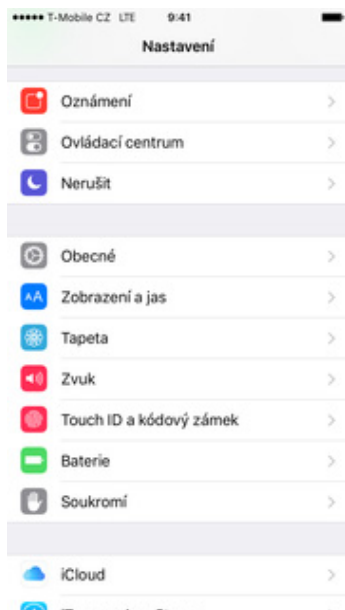 T-Mobile CZ LTE 9:41
Nastavení
Oznámení
Ovládací centrum
Nerušit
Obecné
AA
Zobrazení a jas
Tapeta
Zvuk
Touch ID a kódový zámek
Baterie
Soukromí
iCloud